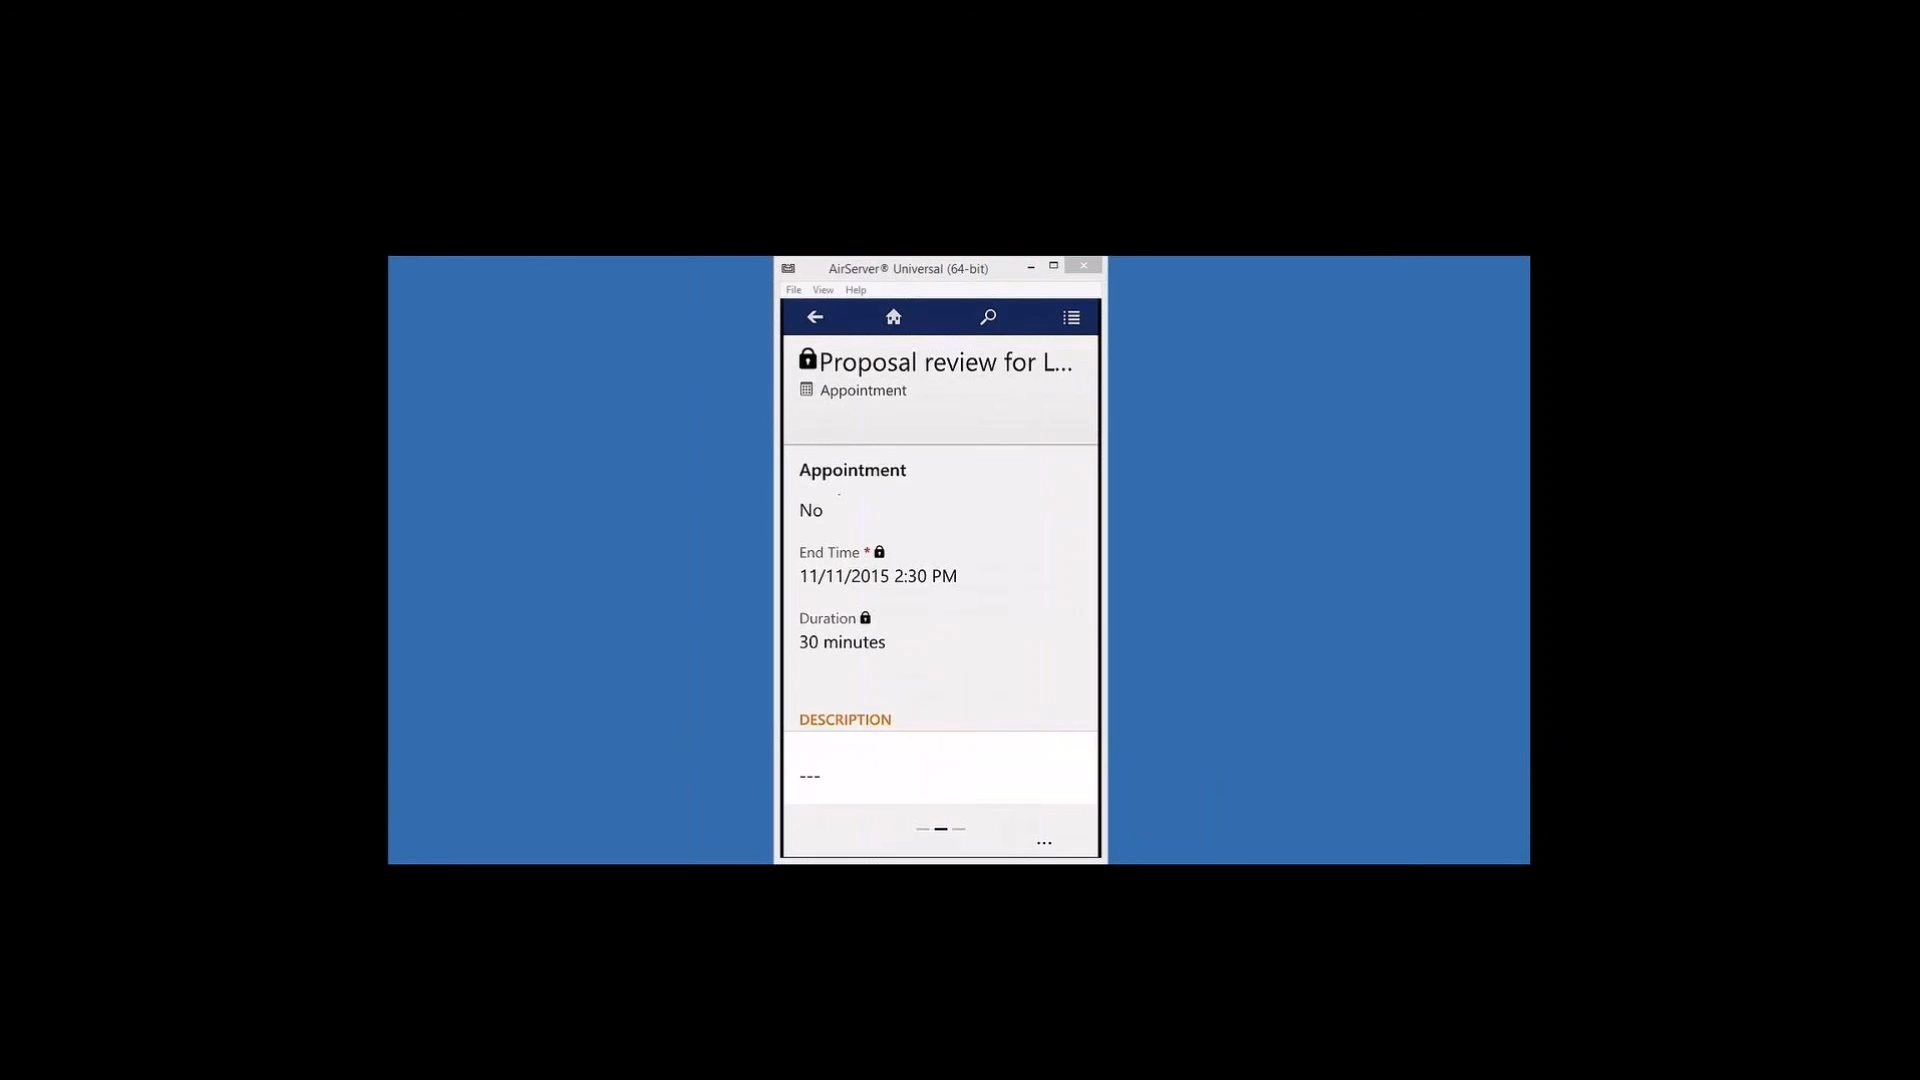 AirServer® Universal (64-bit)
File View Help
Proposal review for L...
Appointment
Appointment
No
End Time *
11/11/2015 2:30 PM
Duration
30 minutes
DESCRIPTION
---
...